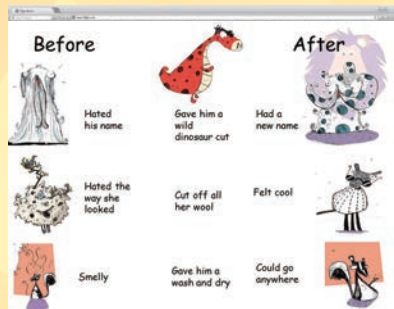 Before
After
Hated
his name
Gave him a
wild
dinosaur cut
Had a
new name
Hated the
way she
looked
Cut off all
her wool
Felt cool
Smelly
Gave him a
wash and dry
Could go
anywhere